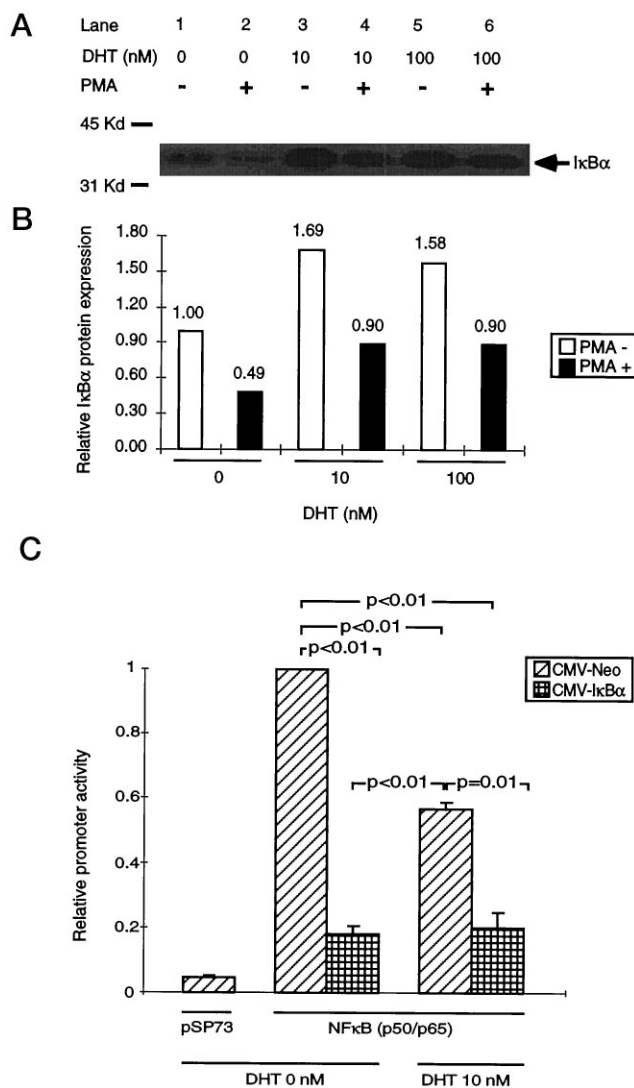 A
Lane 1 2 3 4 5 6
DHT (nM) 0 0 10 10 100 100
PMA - + - + - +
45 Kd
IκBα
31 Kd
B
Relative IκBα protein expression
1.80
1.50
1.20
0.90
0.60
0.30
0.00
1.00
0.49
1.69
0.90
1.58
0.90
PMA -
PMA +
0 10 100
DHT (nM)
C
p<0.01
p<0.01
p<0.01
CMV-Neo
CMV-IκBα
p<0.01 p=0.01
Relative promoter activity
1
0.8
0.6
0.4
0.2
0
pSP73 NFκB (p50/p65)
DHT 0 nM DHT 10 nM